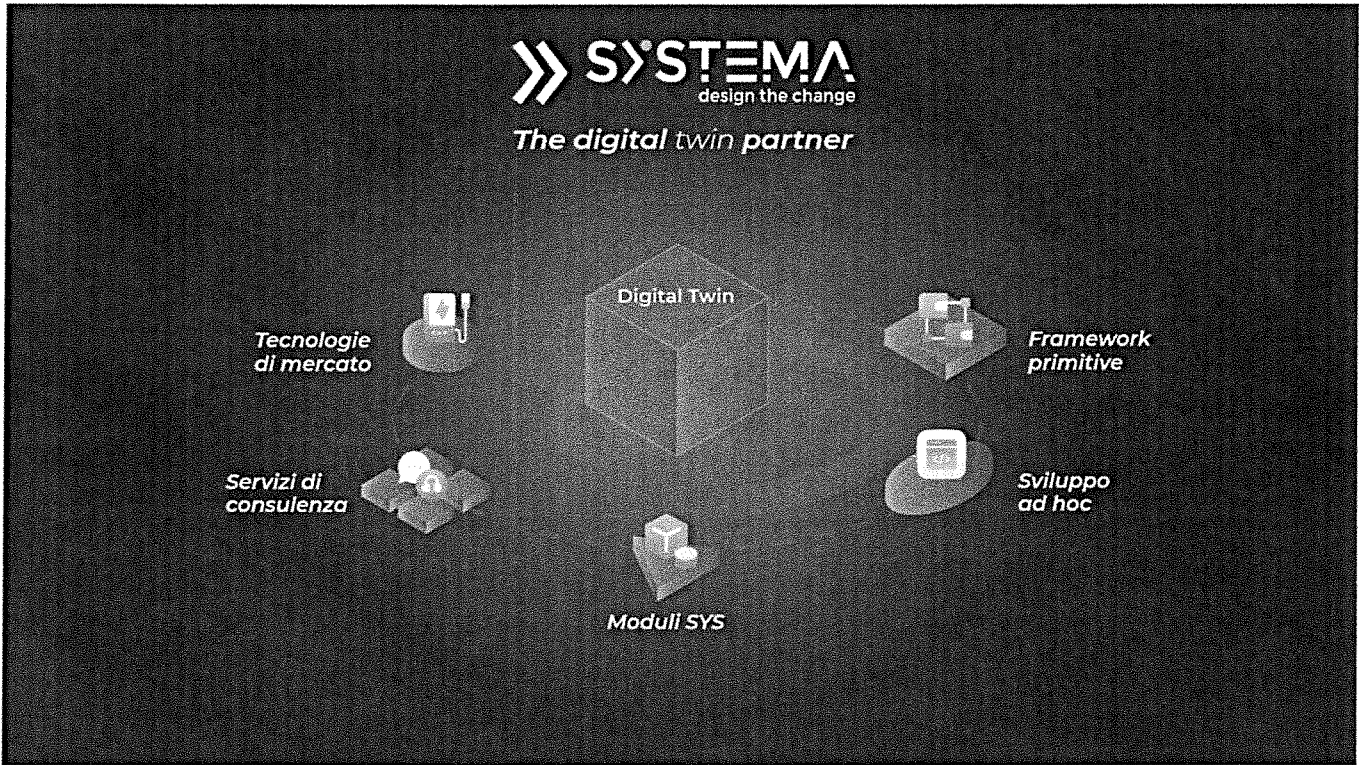 SYSTEMA
design the change
The digital twin partner
Digital Twin
Tecnologie
di mercato
Framework
primitive
Servizi di
consulenza
Sviluppo
ad hoc
Moduli SYS